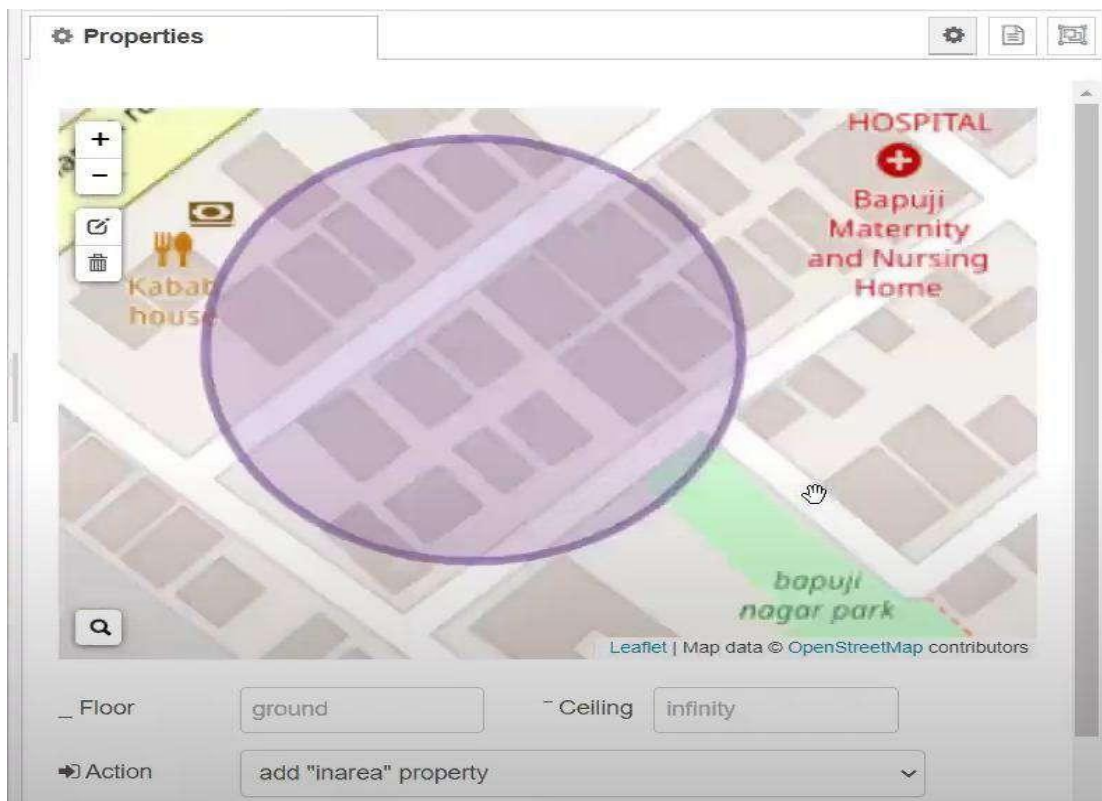 Properties
+
−
HOSPITAL
Bapuji
Maternity
and Nursing
Home
Kabab
house
bapuji
nagar park
Leaflet | Map data © OpenStreetMap contributors
_ Floor
ground
¯ Ceiling
infinity
Action
add "inarea" property